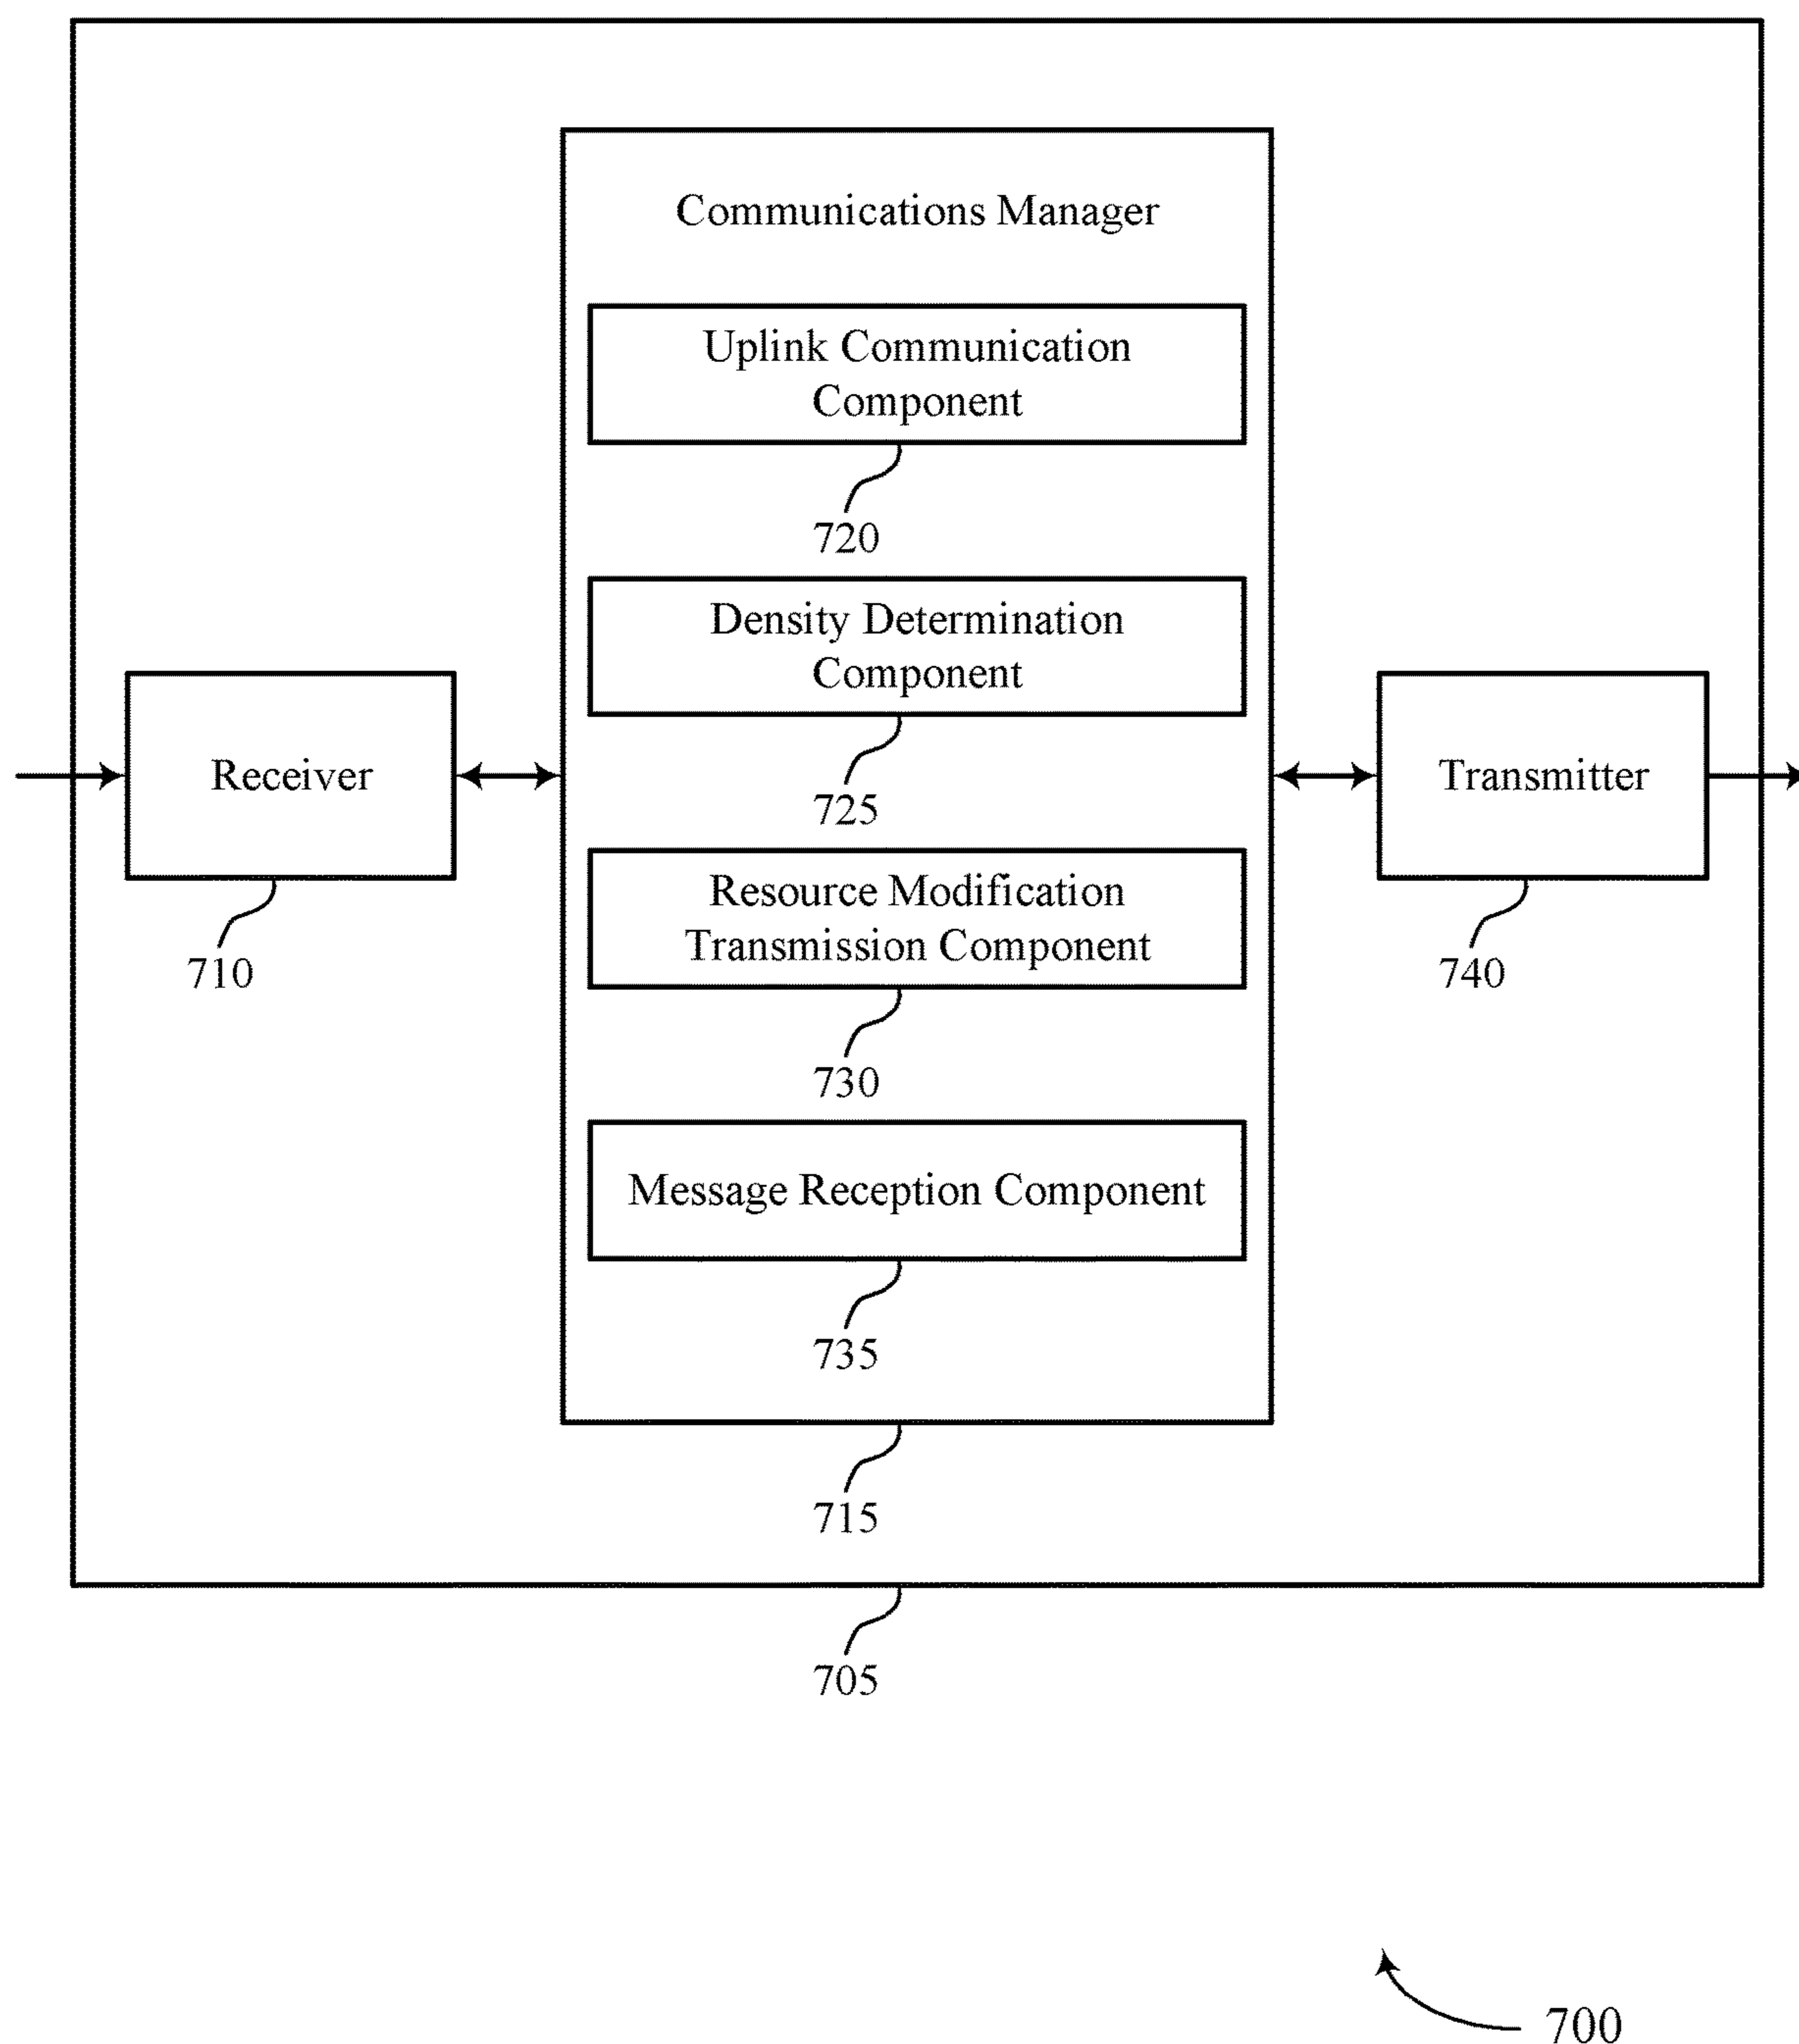 Communications Manager
Uplink Communication
Component
720
Density Determination
Component
725
Receiver
710
Transmitter
740
Resource Modification
Transmission Component
730
Message Reception Component
735
715
705
700